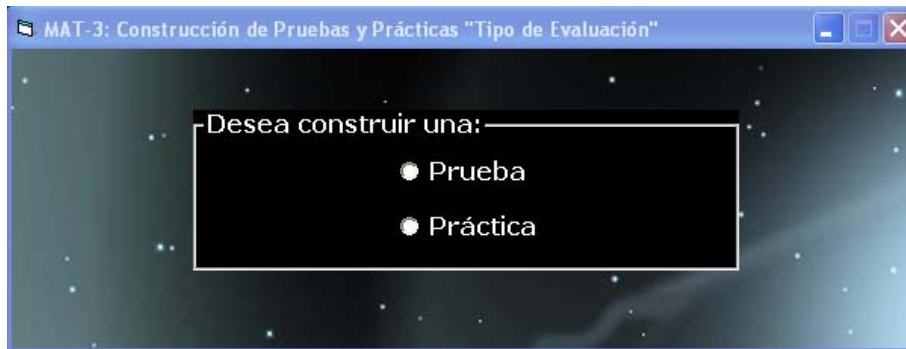 MAT-3: Construcción de Pruebas y Prácticas "Tipo de Evaluación"
Desea construir una:
Prueba
Práctica